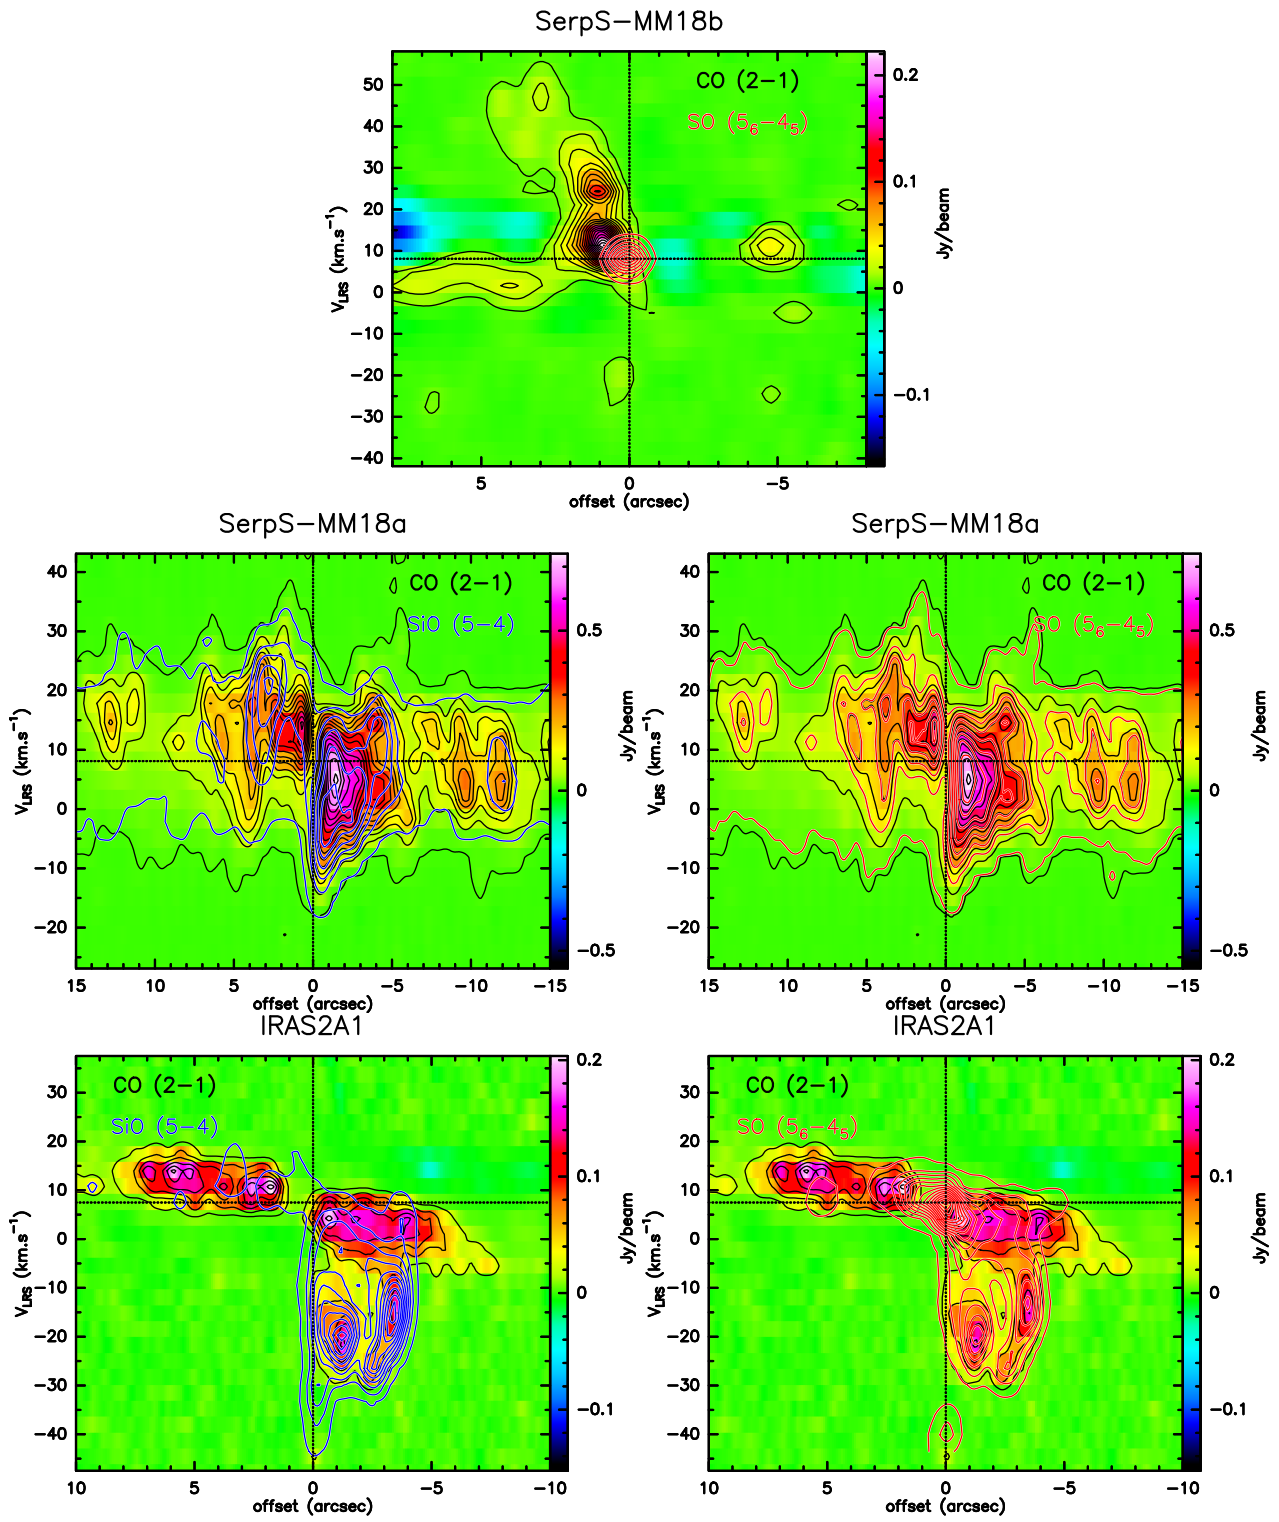 SerpS-MM18b
CO (2-1)
SO (5₆-4₅)
50
40
30
20
10
0
-10
-20
-30
-40
V_LRS (km.s⁻¹)
5 0 -5
offset (arcsec)
0.2
0.1
0
-0.1
Jy/beam
SerpS-MM18a
CO (2-1)
SiO (5-4)
40
30
20
10
0
-10
-20
V_LRS (km.s⁻¹)
15 10 5 0 -5 -10 -15
offset (arcsec)
0.5
0
-0.5
Jy/beam
SerpS-MM18a
CO (2-1)
SO (5₆-4₅)
40
30
20
10
0
-10
-20
V_LRS (km.s⁻¹)
15 10 5 0 -5 -10 -15
offset (arcsec)
0.5
0
-0.5
Jy/beam
IRAS2A1
CO (2-1)
SiO (5-4)
30
20
10
0
-10
-20
-30
-40
V_LRS (km.s⁻¹)
10 5 0 -5 -10
offset (arcsec)
0.2
0.1
0
-0.1
Jy/beam
IRAS2A1
CO (2-1)
SO (5₆-4₅)
30
20
10
0
-10
-20
-30
-40
V_LRS (km.s⁻¹)
10 5 0 -5 -10
offset (arcsec)
0.2
0.1
0
-0.1
Jy/beam